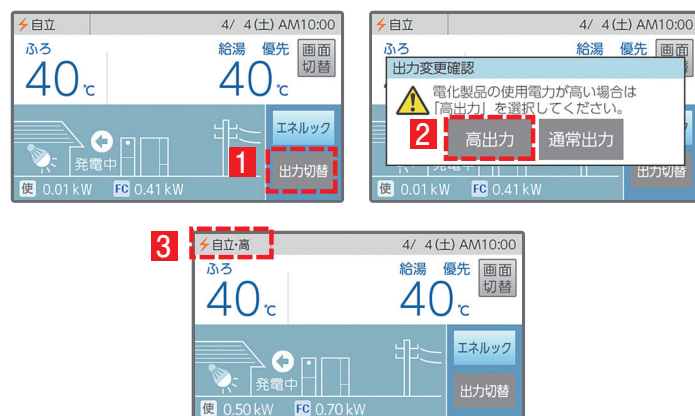 自立 4/ 4(土) AM10:00
ふろ 給湯 優先 画面
切替
40℃ 40℃
エネルック
発電中
1
出力切替
使 0.01kW FC 0.41kW
自立 4/ 4(土) AM10:00
ふろ 給湯 優先 画面
出力変更確認
電化製品の使用電力が高い場合は
「高出力」を選択してください。
2
高出力 通常出力
出力切替
使 0.01kW FC 0.41kW
3
自立・高 4/ 4(土) AM10:00
ふろ 給湯 優先 画面
切替
40℃ 40℃
エネルック
発電中
出力切替
使 0.50kW FC 0.70kW